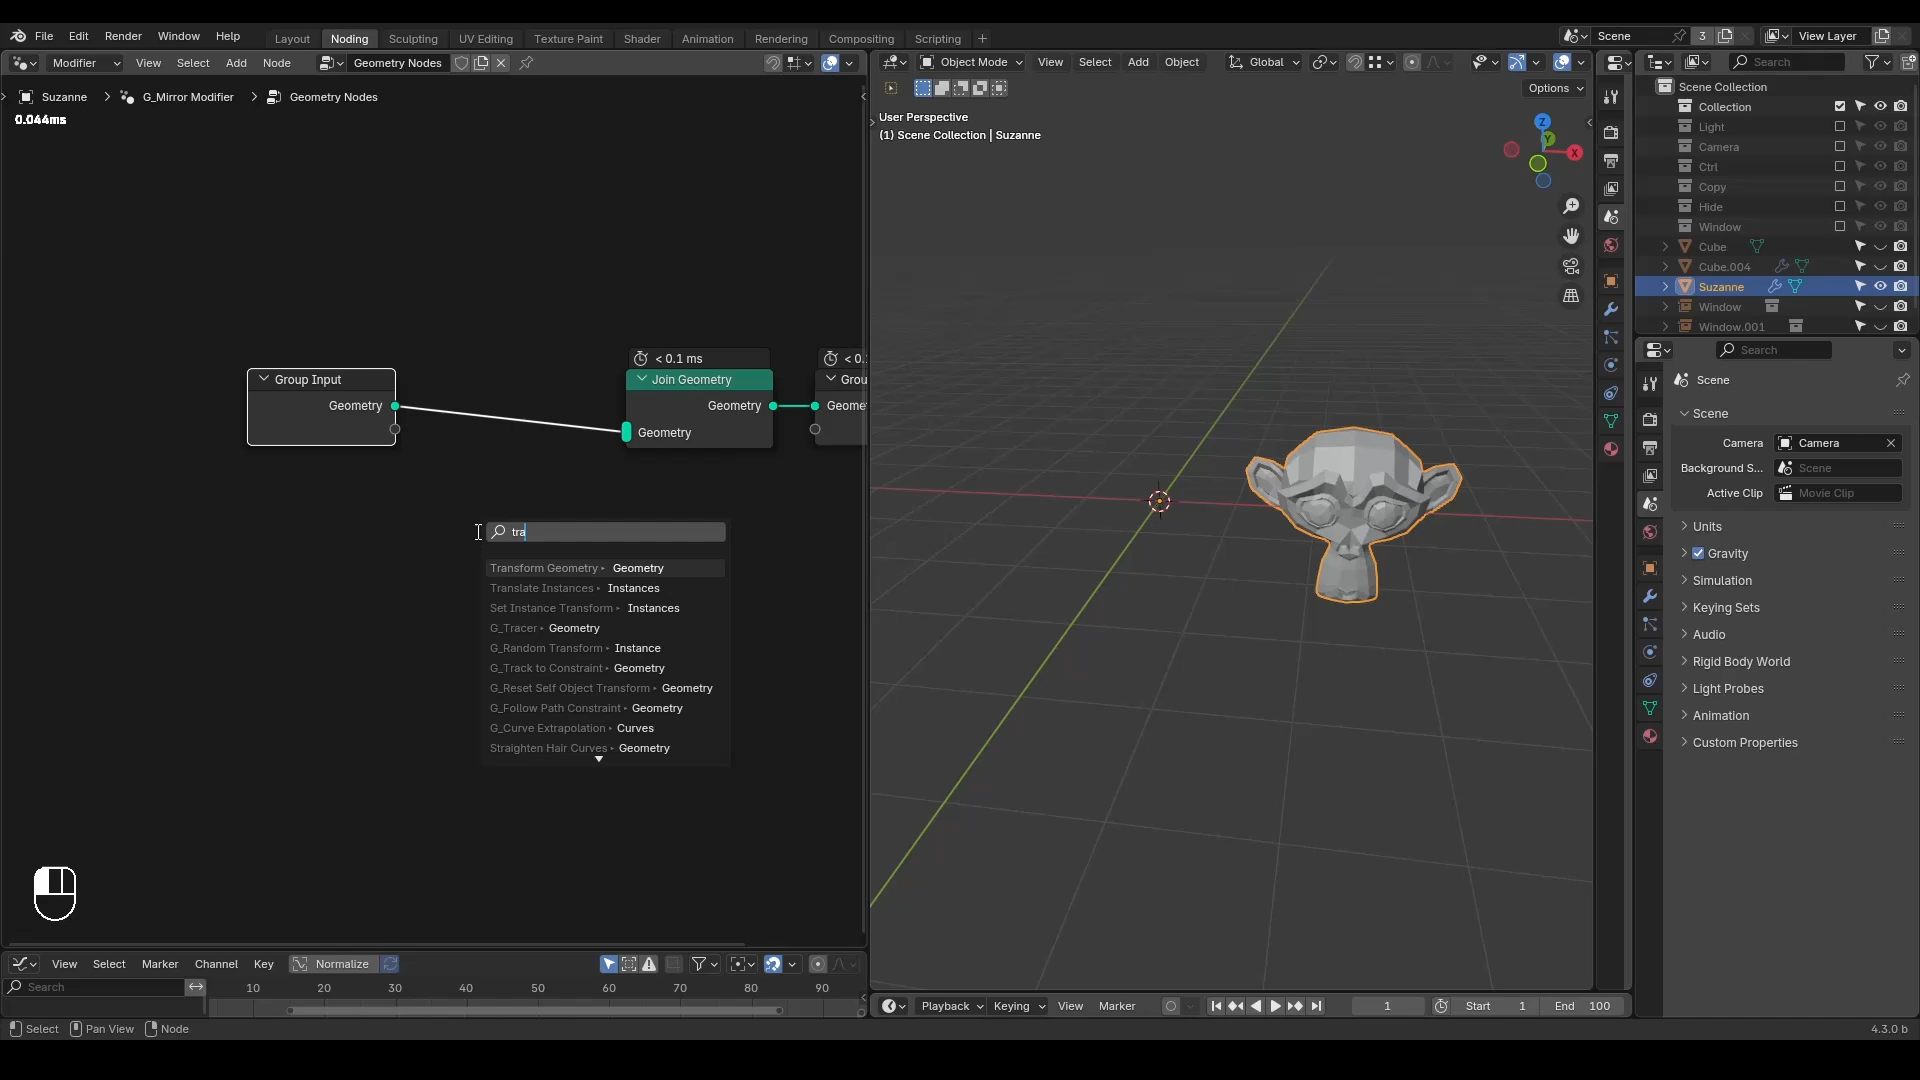 File Edit Render Window Help Layout Noding Sculpting UV Editing Texture Paint Shader Animation Rendering Compositing Scripting + Scene 3 View Layer
Modifier View Select Add Node Geometry Nodes
Object Mode View Select Add Object Global
Search
Suzanne > G_Mirror Modifier > Geometry Nodes
0.044ms
Options
User Perspective
(1) Scene Collection | Suzanne
Z
Y
X
Scene Collection
Collection
Light
Camera
Ctrl
Copy
Hide
Window
Cube
Cube.004
Suzanne
Window
Window.001
< 0.1 ms
< 0.
Group Input
Geometry
Join Geometry
Geometry
Geometry
Grou
Geome
tra
Transform Geometry ▸ Geometry
Translate Instances ▸ Instances
Set Instance Transform ▸ Instances
G_Tracer ▸ Geometry
G_Random Transform ▸ Instance
G_Track to Constraint ▸ Geometry
G_Reset Self Object Transform ▸ Geometry
G_Follow Path Constraint ▸ Geometry
G_Curve Extrapolation ▸ Curves
Straighten Hair Curves ▸ Geometry
Search
Scene
Scene
Camera Camera
Background S... Scene
Active Clip Movie Clip
Units
Gravity
Simulation
Keying Sets
Audio
Rigid Body World
Light Probes
Animation
Custom Properties
View Select Marker Channel Key Normalize
Search 10 20 30 40 50 60 70 80 90
Playback Keying View Marker 1 Start 1 End 100
Select Pan View Node 4.3.0 b